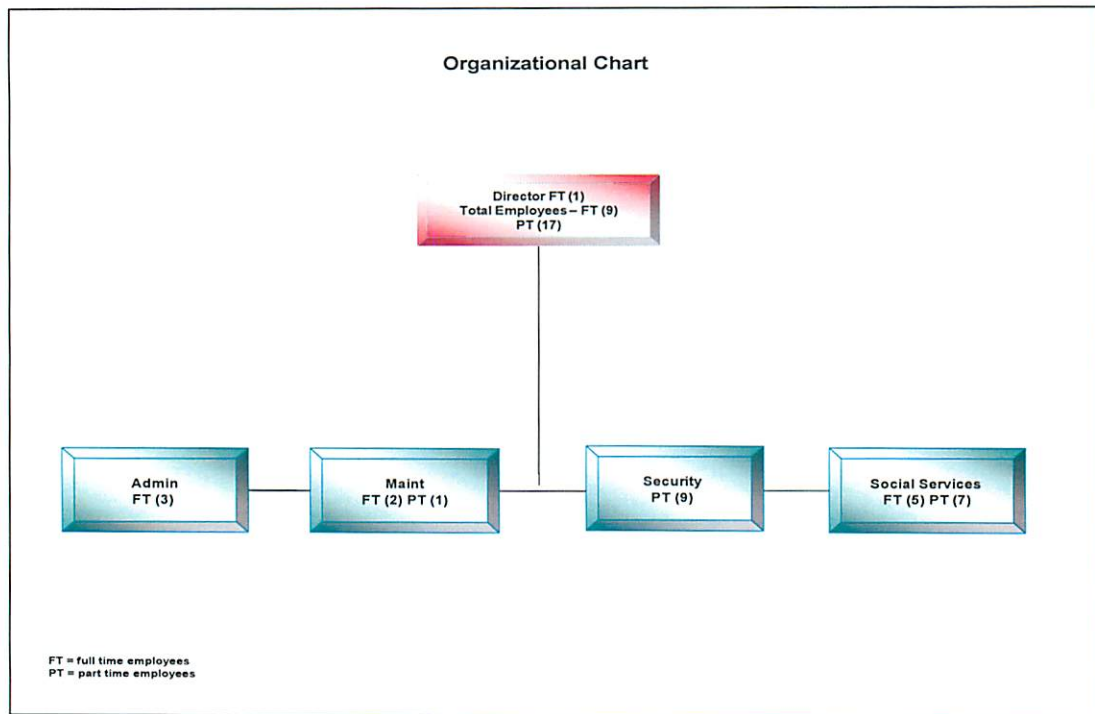 Organizational Chart
Director FT (1)
Total Employees – FT (9)
PT (17)
Admin
FT (3)
Maint
FT (2) PT (1)
Security
PT (9)
Social Services
FT (5) PT (7)
FT = full time employees
PT = part time employees